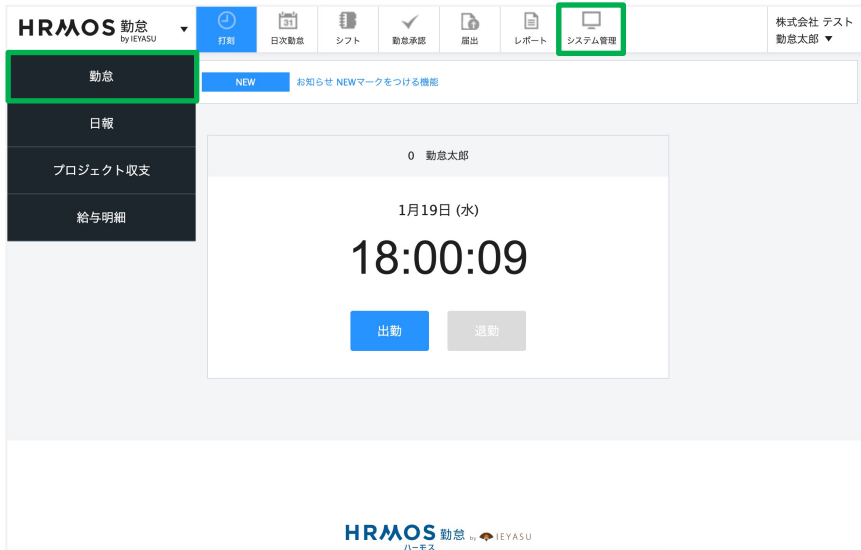 HRMOS 勤怠 ▼
by IEYASU
打刻
31
日次勤怠
シフト
勤怠承認
届出
レポート
システム管理
株式会社 テスト
勤怠太郎 ▼
勤怠
日報
プロジェクト収支
給与明細
NEW お知らせ NEWマークをつける機能
0 勤怠太郎
1月19日 (水)
18:00:09
出勤 退勤
HRMOS 勤怠 by IEYASU
ハーモス